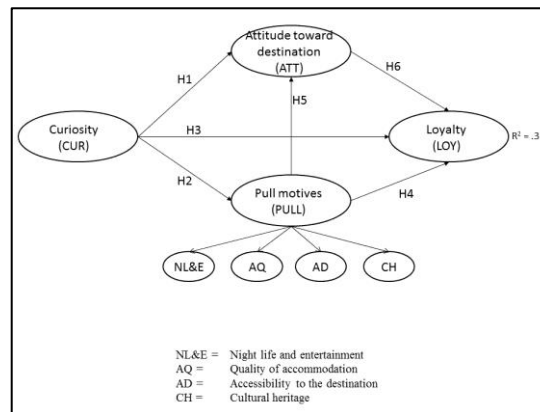 Attitude toward
destination
(ATT)
H1
H6
H5
Curiosity
(CUR)
H3
Loyalty
(LOY)
R² = .3
H2
Pull motives
(PULL)
H4
NL&E
AQ
AD
CH
NL&E = Night life and entertainment
AQ = Quality of accommodation
AD = Accessibility to the destination
CH = Cultural heritage